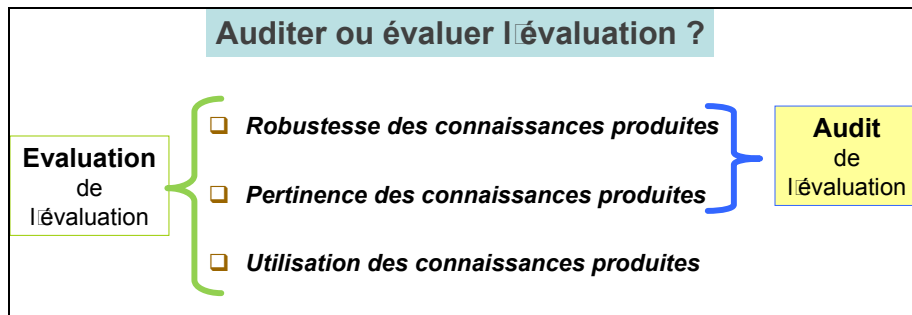 Auditer ou évaluer l évaluation ?
Evaluation
de
l évaluation
❑ Robustesse des connaissances produites
❑ Pertinence des connaissances produites
❑ Utilisation des connaissances produites
Audit
de
l évaluation